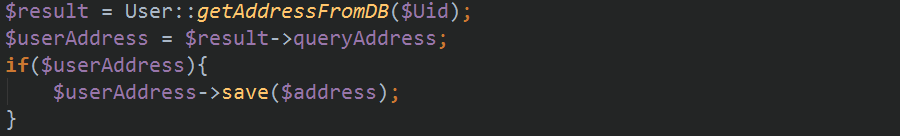 $result = User::getAddressFromDB($Uid);
$userAddress = $result->queryAddress;
if($userAddress){
    $userAddress->save($address);
}